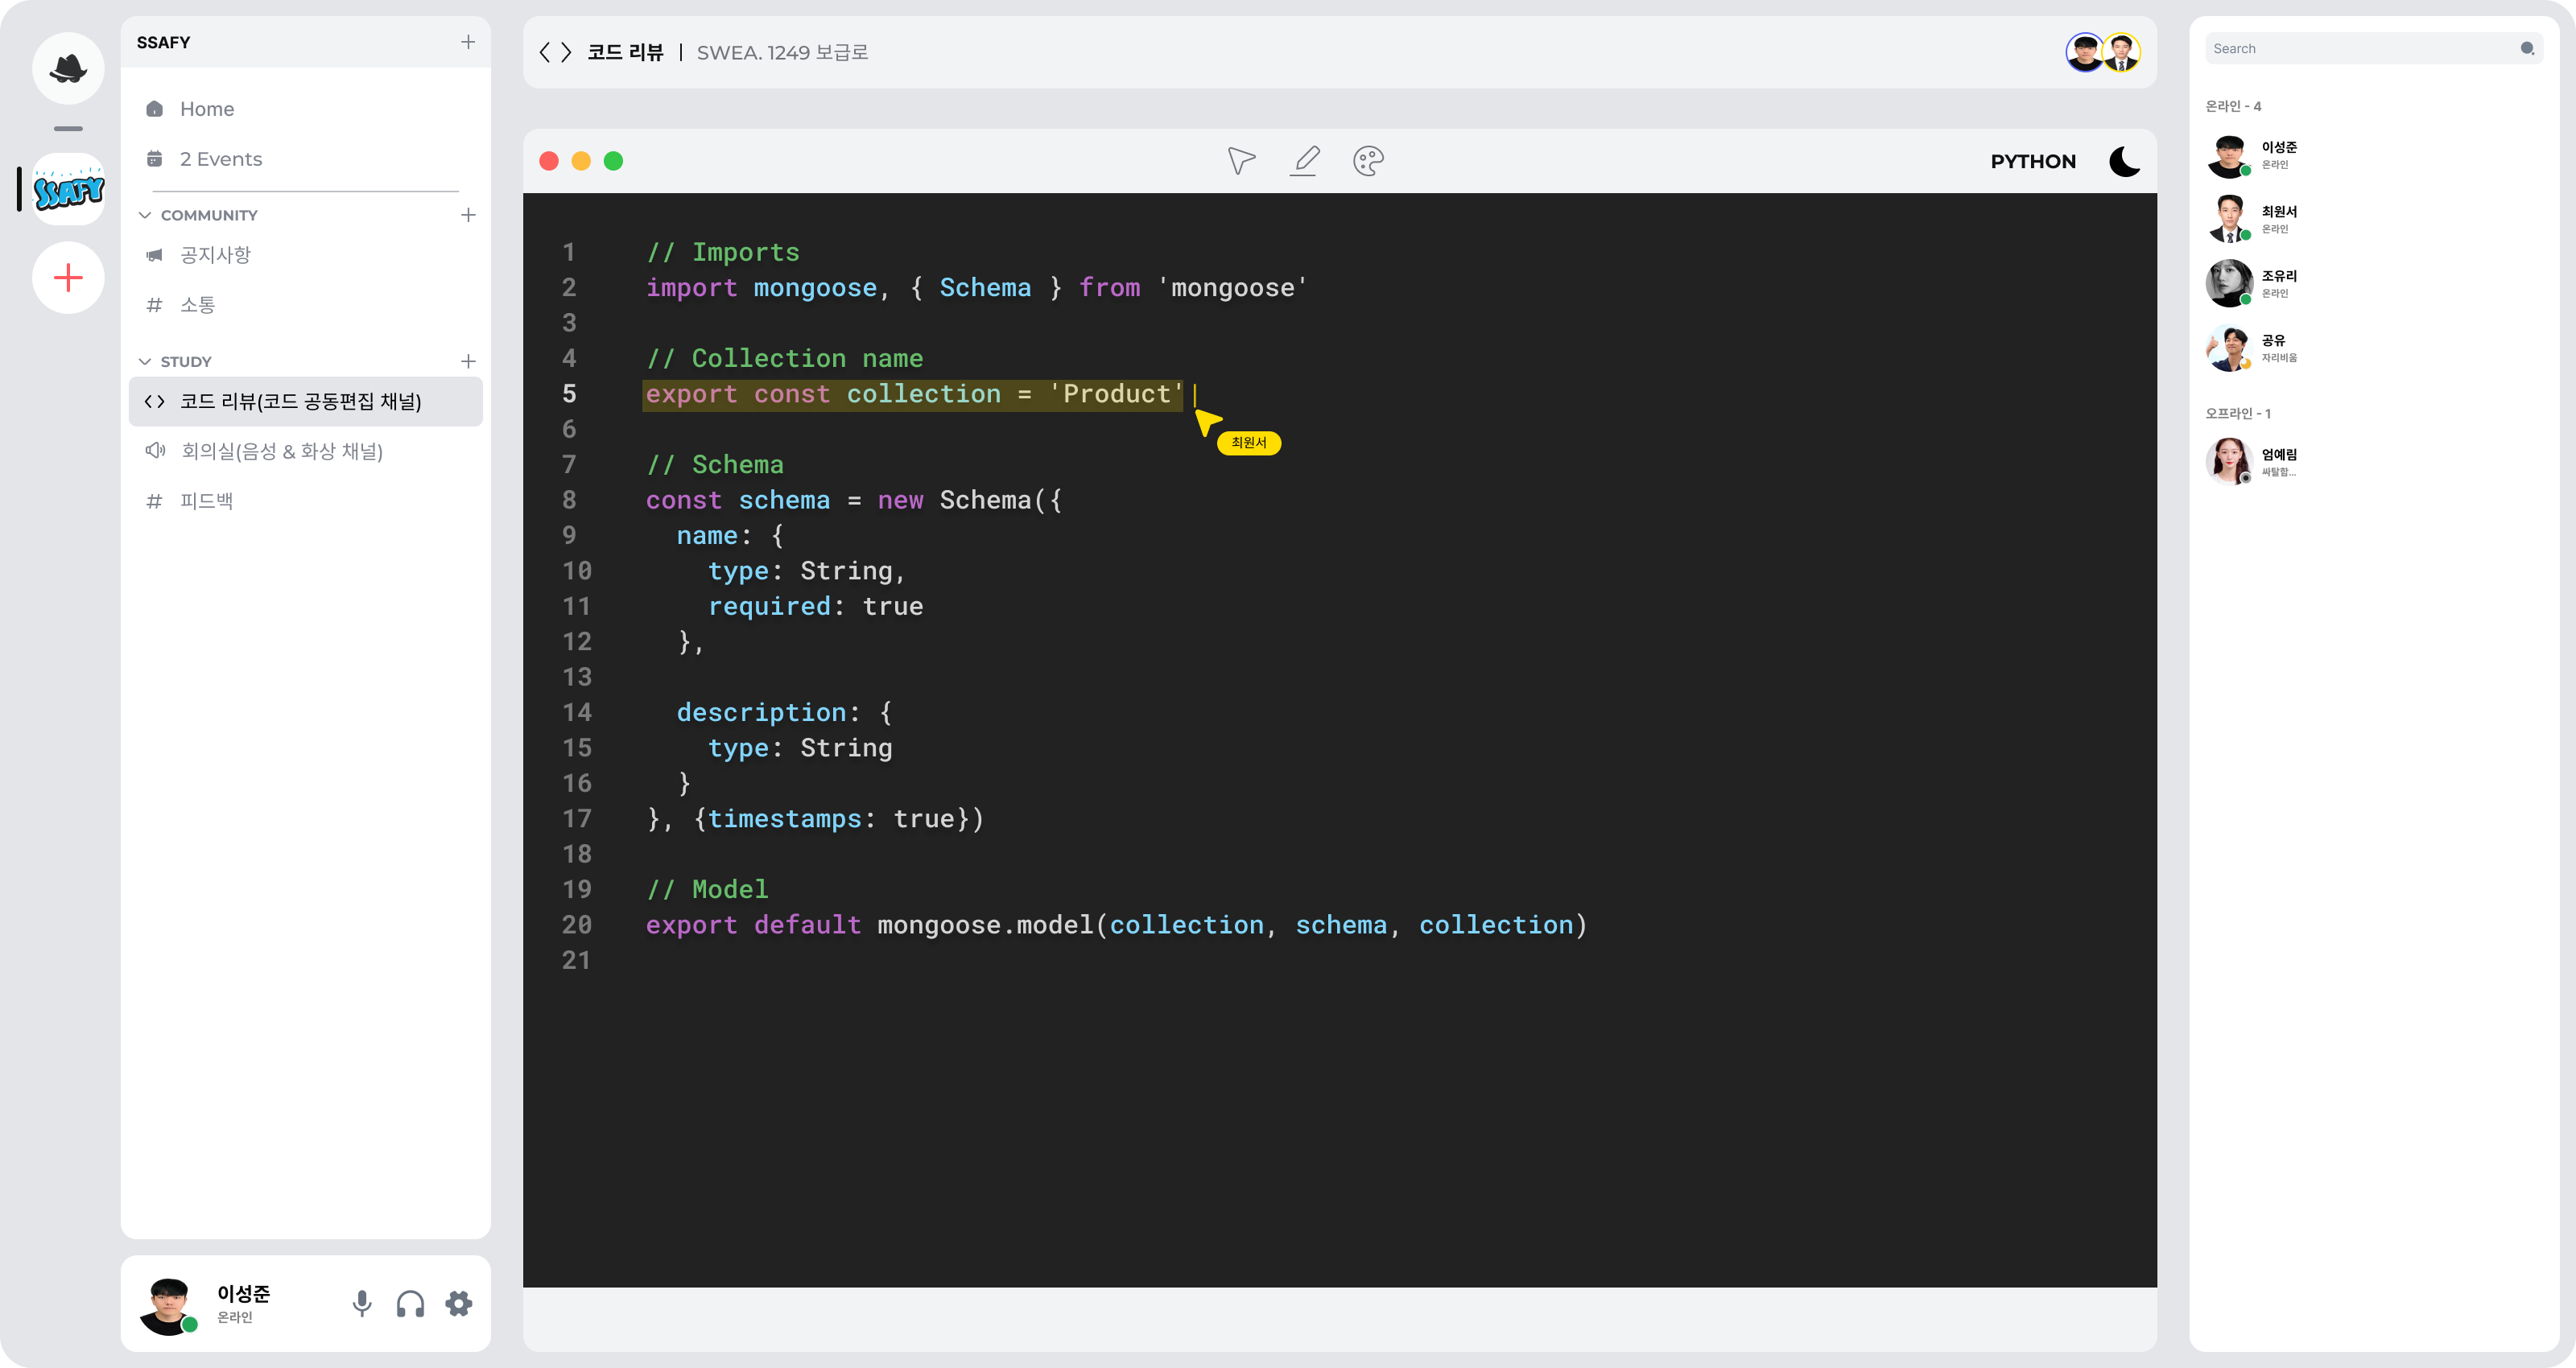 SSAFY
SSAFY
Home
2 Events
COMMUNITY
공지사항
# 소통
STUDY
<> 코드 리뷰(코드 공동편집 채널)
회의실(음성 & 화상 채널)
# 피드백
이성준
온라인
< > 코드 리뷰 | SWEA. 1249 보급로
PYTHON
1 // Imports
2 import mongoose, { Schema } from 'mongoose'
3
4 // Collection name
5 export const collection = 'Product'
최원서
6
7 // Schema
8 const schema = new Schema({
9   name: {
10     type: String,
11     required: true
12   },
13
14   description: {
15     type: String
16   }
17 }, {timestamps: true})
18
19 // Model
20 export default mongoose.model(collection, schema, collection)
21
Search
온라인 - 4
이성준
온라인
최원서
온라인
조유리
온라인
공유
자리비움
오프라인 - 1
엄예림
싸탈함...